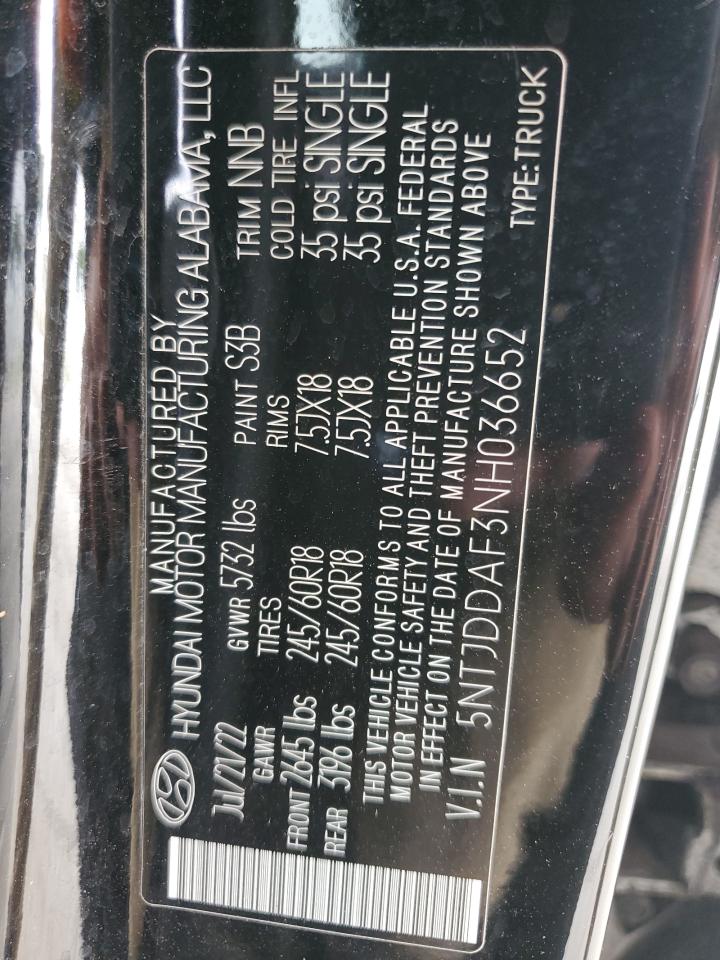 MANUFACTURED BY
HYUNDAI MOTOR MANUFACTURING ALABAMA, LLC
JUL/21/22 GVWR 5732 lbs PAINT S3B TRIM NNB
GAWR TIRES RIMS COLD TIRE INFL
FRONT 2645 lbs 245/60R18 7.5JX18 35 psi SINGLE
REAR 3196 lbs 245/60R18 7.5JX18 35 psi SINGLE
THIS VEHICLE CONFORMS TO ALL APPLICABLE U.S.A. FEDERAL
MOTOR VEHICLE SAFETY AND THEFT PREVENTION STANDARDS
IN EFFECT ON THE DATE OF MANUFACTURE SHOWN ABOVE
V.I.N 5NTJDDAF3NH036652 TYPE:TRUCK